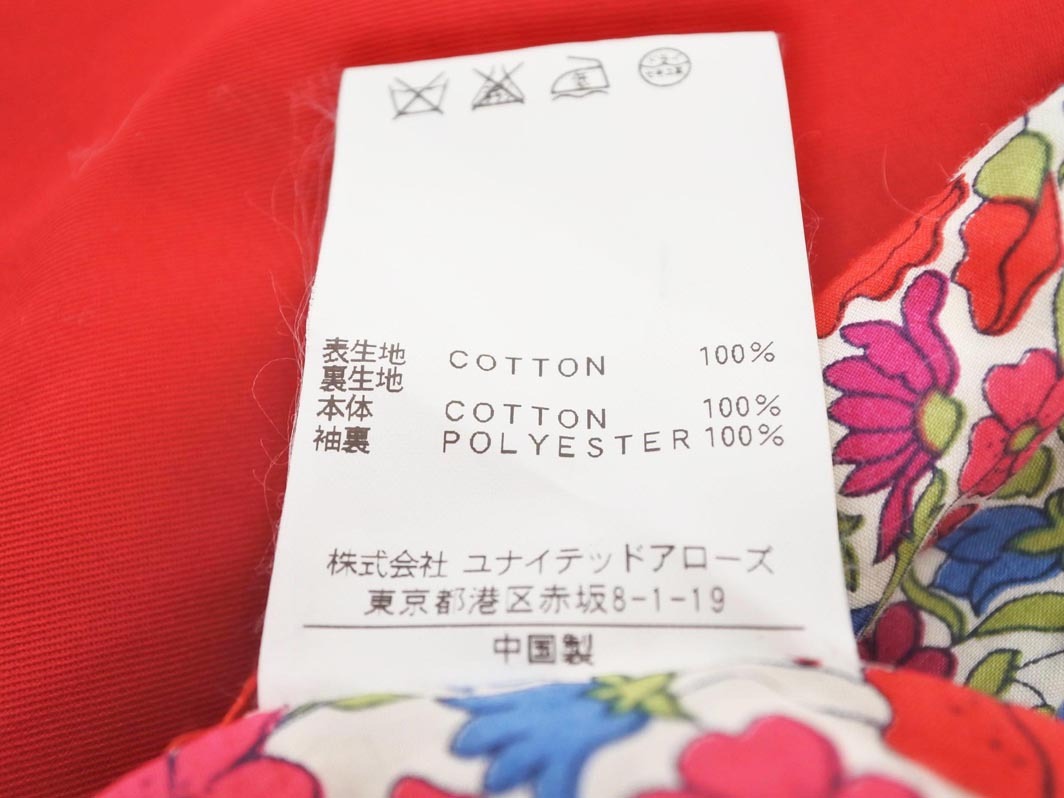 表生地 COTTON 100%
裏生地
本体 COTTON 100%
袖裏 POLYESTER 100%
株式会社 ユナイテッドアローズ
東京都港区赤坂8-1-19
中国製